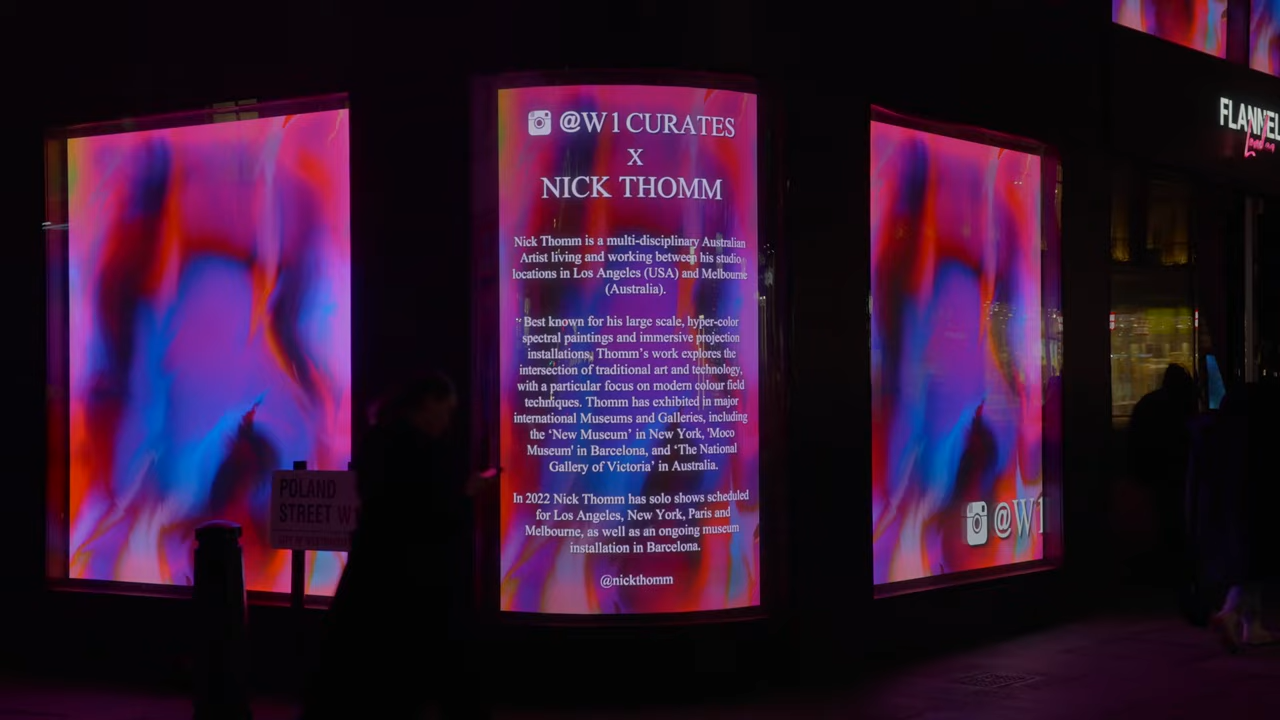 @W1CURATES
X
NICK THOMM
Nick Thomm is a multi-disciplinary Australian
Artist living and working between his studio
locations in Los Angeles (USA) and Melbourne
(Australia).
Best known for his large scale, hyper-color
spectral paintings and immersive projection
installations, Thomm's work explores the
intersection of traditional art and technology,
with a particular focus on modern colour field
techniques. Thomm has exhibited in major
international Museums and Galleries, including
the ‘New Museum’ in New York, 'Moco
Museum' in Barcelona, and ‘The National
Gallery of Victoria’ in Australia.
In 2022 Nick Thomm has solo shows scheduled
for Los Angeles, New York, Paris and
Melbourne, as well as an ongoing museum
installation in Barcelona.
@nickthomm
POLAND
STREET W1
@W1
FLANNEL
London